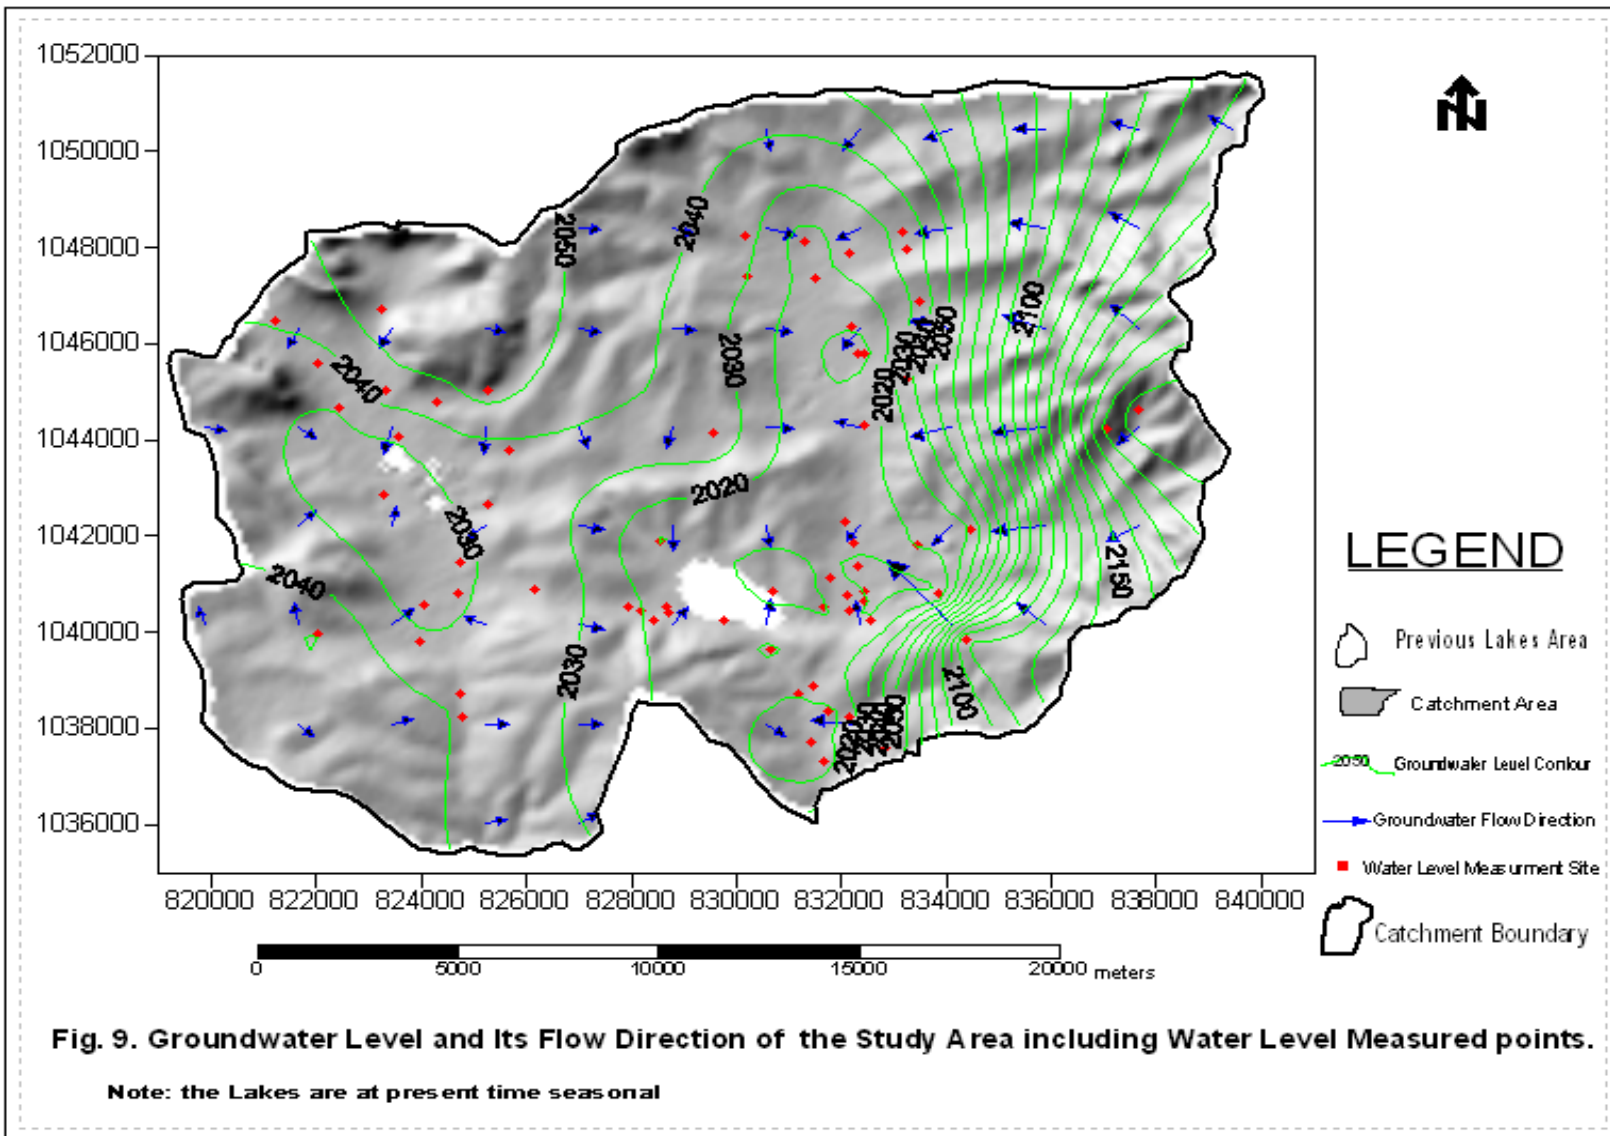 1052000
1050000
1048000
1046000
1044000
1042000
1040000
1038000
1036000
2050
2040
2100
2030
2050
2030
2020
2040
2020
2030
2040
2150
2030
2100
2020
2050
820000 822000 824000 826000 828000 830000 832000 834000 836000 838000 840000
0 5000 10000 15000 20000 meters
N
LEGEND
Previous Lakes Area
Catchment Area
2050 Groundwater Level Contour
Groundwater Flow Direction
Water Level Measurment Site
Catchment Boundary
Fig. 9. Groundwater Level and Its Flow Direction of the Study Area including Water Level Measured points.
Note: the Lakes are at present time seasonal